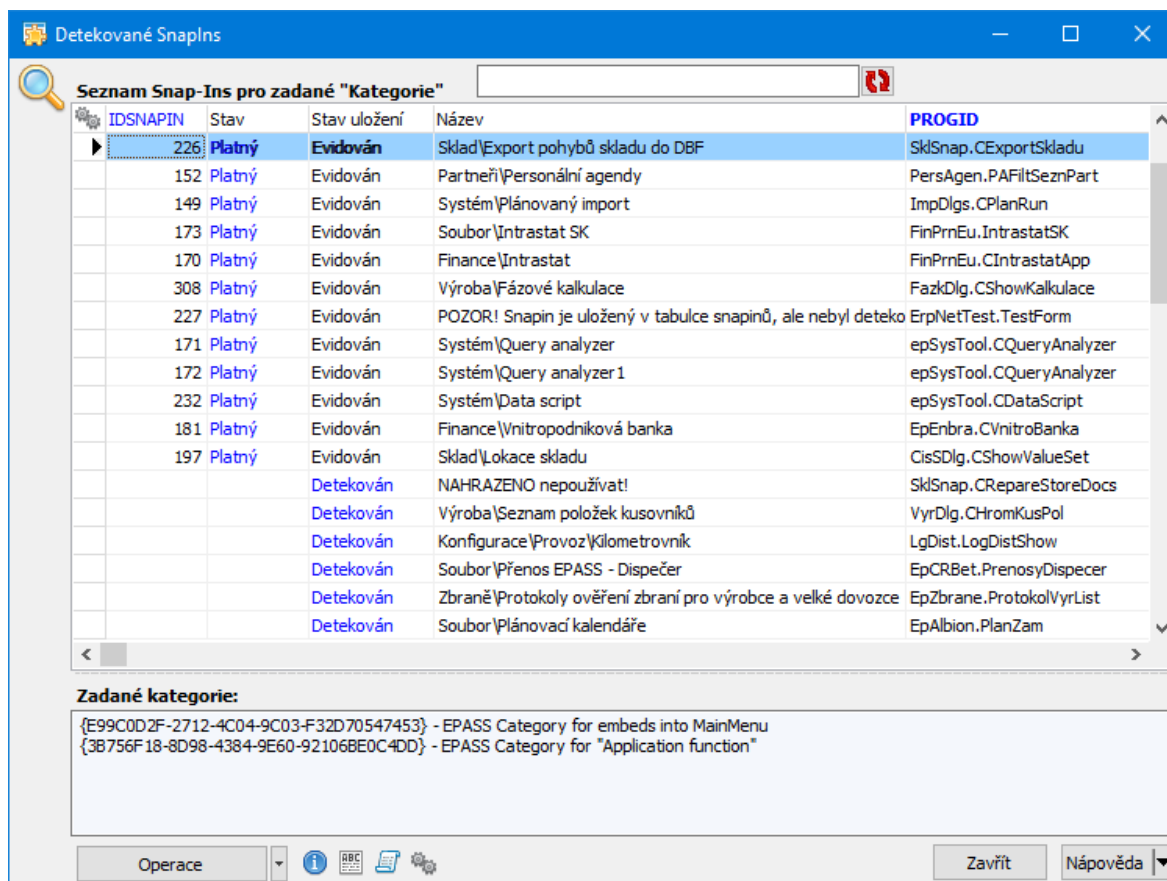 Detekované SnapIns
Seznam Snap-Ins pro zadané "Kategorie"
IDSNAPIN Stav Stav uložení Název PROGID
226 Platný Evidován Sklad\Export pohybů skladu do DBF SklSnap.CExportSkladu
152 Platný Evidován Partneři\Personální agendy PersAgen.PAFiltSeznPart
149 Platný Evidován Systém\Plánovaný import ImpDlgs.CPlanRun
173 Platný Evidován Soubor\Intrastat SK FinPrnEu.IntrastatSK
170 Platný Evidován Finance\Intrastat FinPrnEu.CIntrastatApp
308 Platný Evidován Výroba\Fázové kalkulace FazkDlg.CShowKalkulace
227 Platný Evidován POZOR! Snapin je uložený v tabulce snapinů, ale nebyl deteko ErpNetTest.TestForm
171 Platný Evidován Systém\Query analyzer epSysTool.CQueryAnalyzer
172 Platný Evidován Systém\Query analyzer1 epSysTool.CQueryAnalyzer
232 Platný Evidován Systém\Data script epSysTool.CDataScript
181 Platný Evidován Finance\Vnitropodniková banka EpEnbra.CVnitroBanka
197 Platný Evidován Sklad\Lokace skladu CisSDlg.CShowValueSet
Detekován NAHRAZENO nepoužívat! SklSnap.CRepareStoreDocs
Detekován Výroba\Seznam položek kusovníků VyrDlg.CHromKusPol
Detekován Konfigurace\Provoz\Kilometrovník LgDist.LogDistShow
Detekován Soubor\Přenos EPASS - Dispečer EpCRBet.PrenosyDispecer
Detekován Zbraně\Protokoly ověření zbraní pro výrobce a velké dovozce EpZbrane.ProtokolVyrList
Detekován Soubor\Plánovací kalendáře EpAlbion.PlanZam
Zadané kategorie:
{E99C0D2F-2712-4C04-9C03-F32D70547453} - EPASS Category for embeds into MainMenu
{3B756F18-8D98-4384-9E60-92106BE0C4DD} - EPASS Category for "Application function"
Operace ABC Zavřít Nápověda